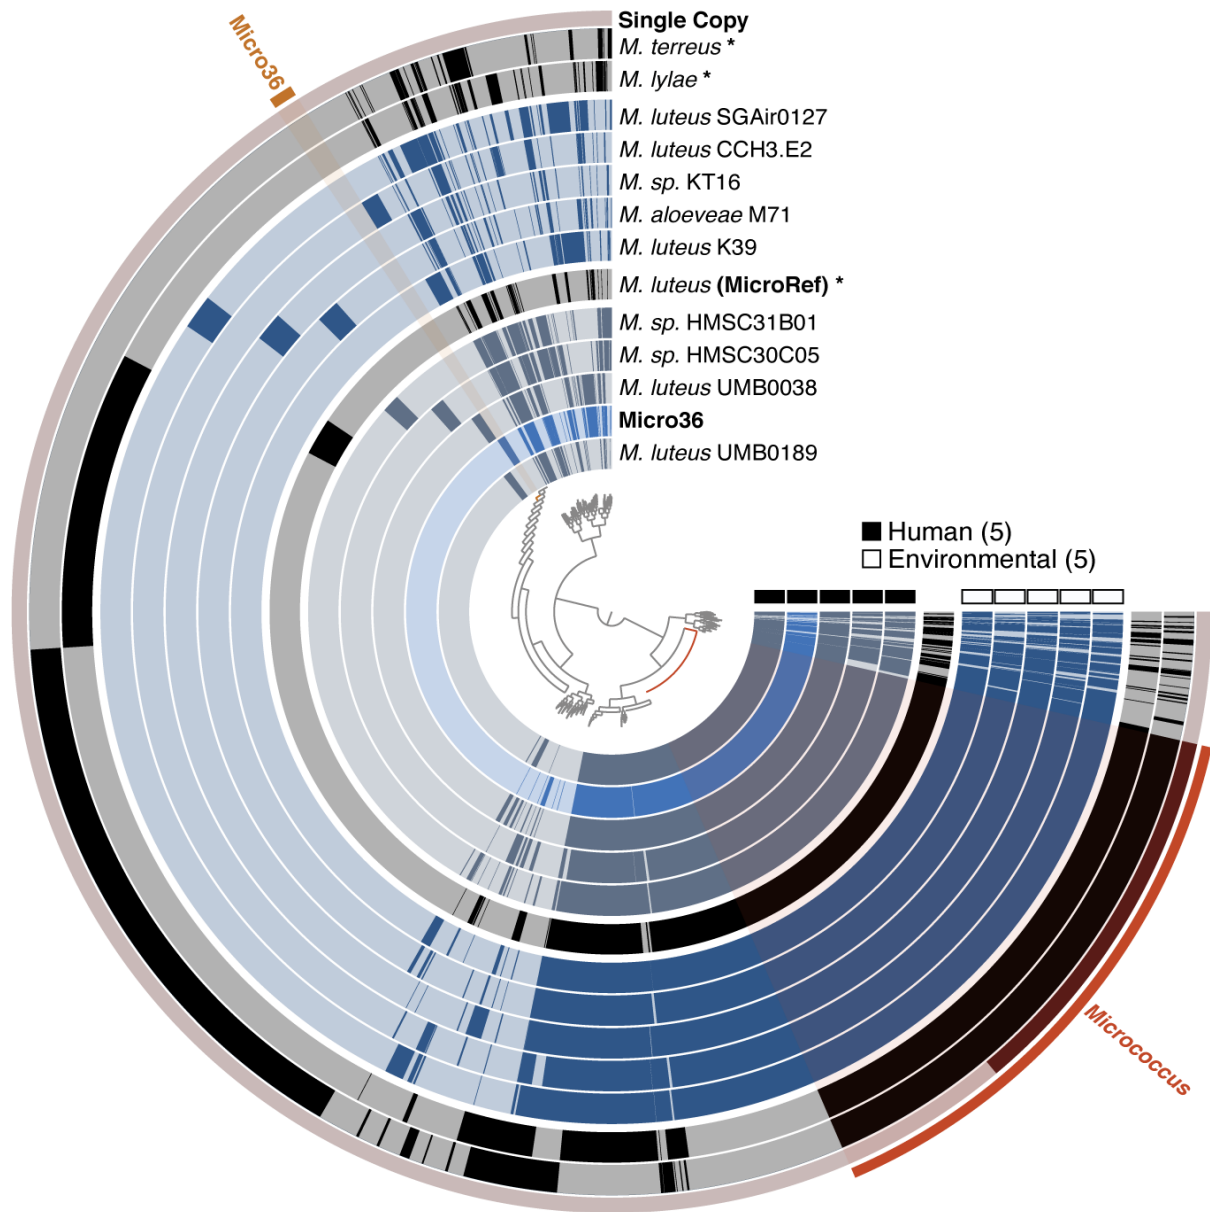 Micro36
Single Copy
M. terreus *
M. lylae *
M. luteus SGAir0127
M. luteus CCH3.E2
M. sp. KT16
M. aloeveae M71
M. luteus K39
M. luteus (MicroRef) *
M. sp. HMSC31B01
M. sp. HMSC30C05
M. luteus UMB0038
Micro36
M. luteus UMB0189
Human (5)
Environmental (5)
Micrococcus